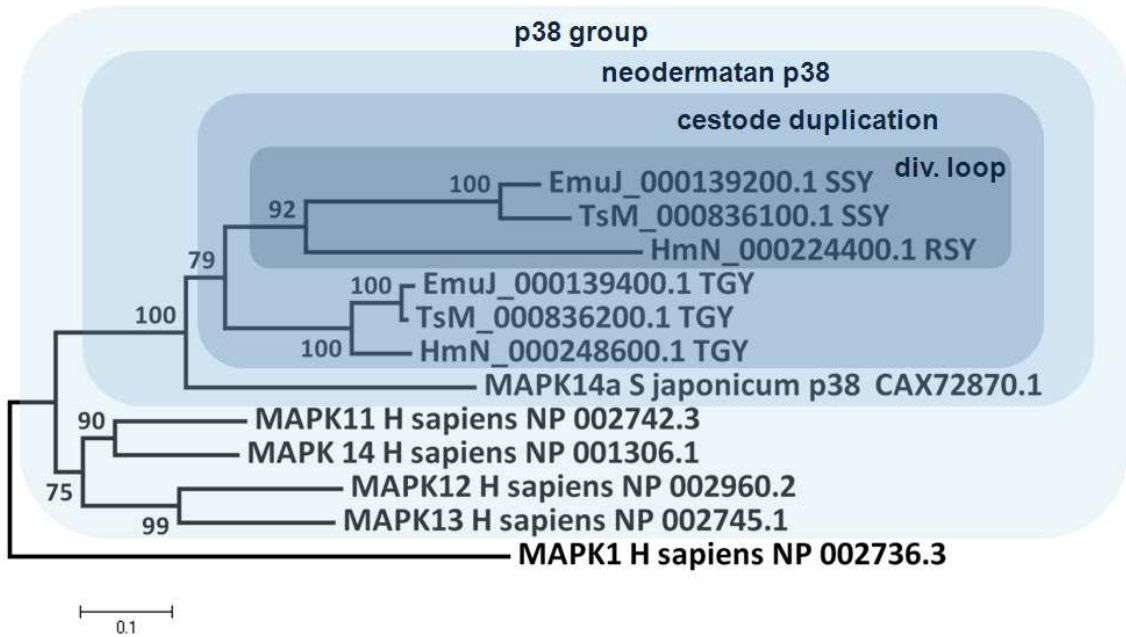 p38 group
neodermatan p38
cestode duplication
div. loop
100 EmuJ_000139200.1 SSY
92 TsM_000836100.1 SSY
HmN_000224400.1 RSY
79
100 EmuJ_000139400.1 TGY
TsM_000836200.1 TGY
100
100 HmN_000248600.1 TGY
MAPK14a S japonicum p38 CAX72870.1
90 MAPK11 H sapiens NP 002742.3
MAPK 14 H sapiens NP 001306.1
75 MAPK12 H sapiens NP 002960.2
99 MAPK13 H sapiens NP 002745.1
MAPK1 H sapiens NP 002736.3
0.1